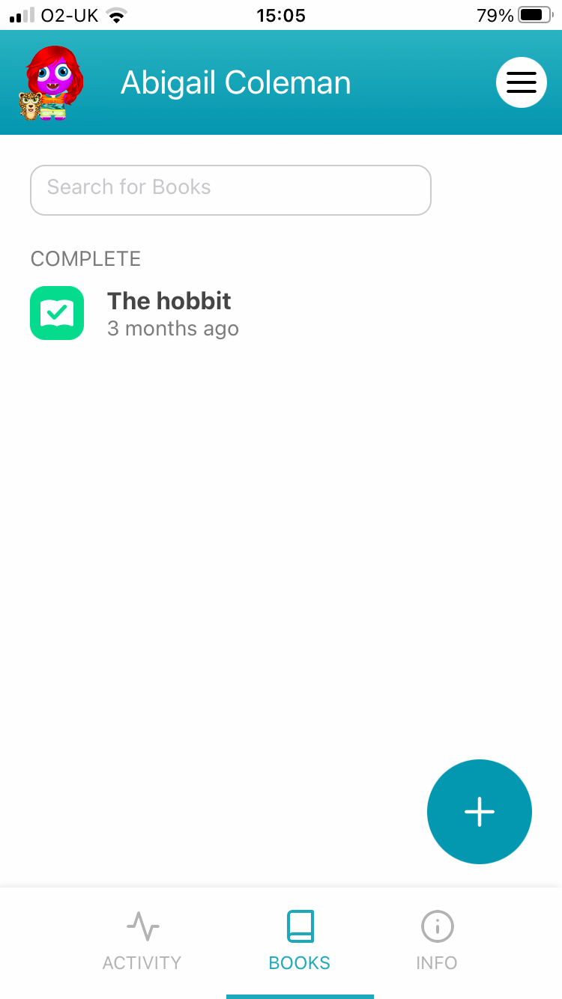 O2-UK 15:05 79%
Abigail Coleman
Search for Books
COMPLETE
The hobbit
3 months ago
ACTIVITY BOOKS INFO